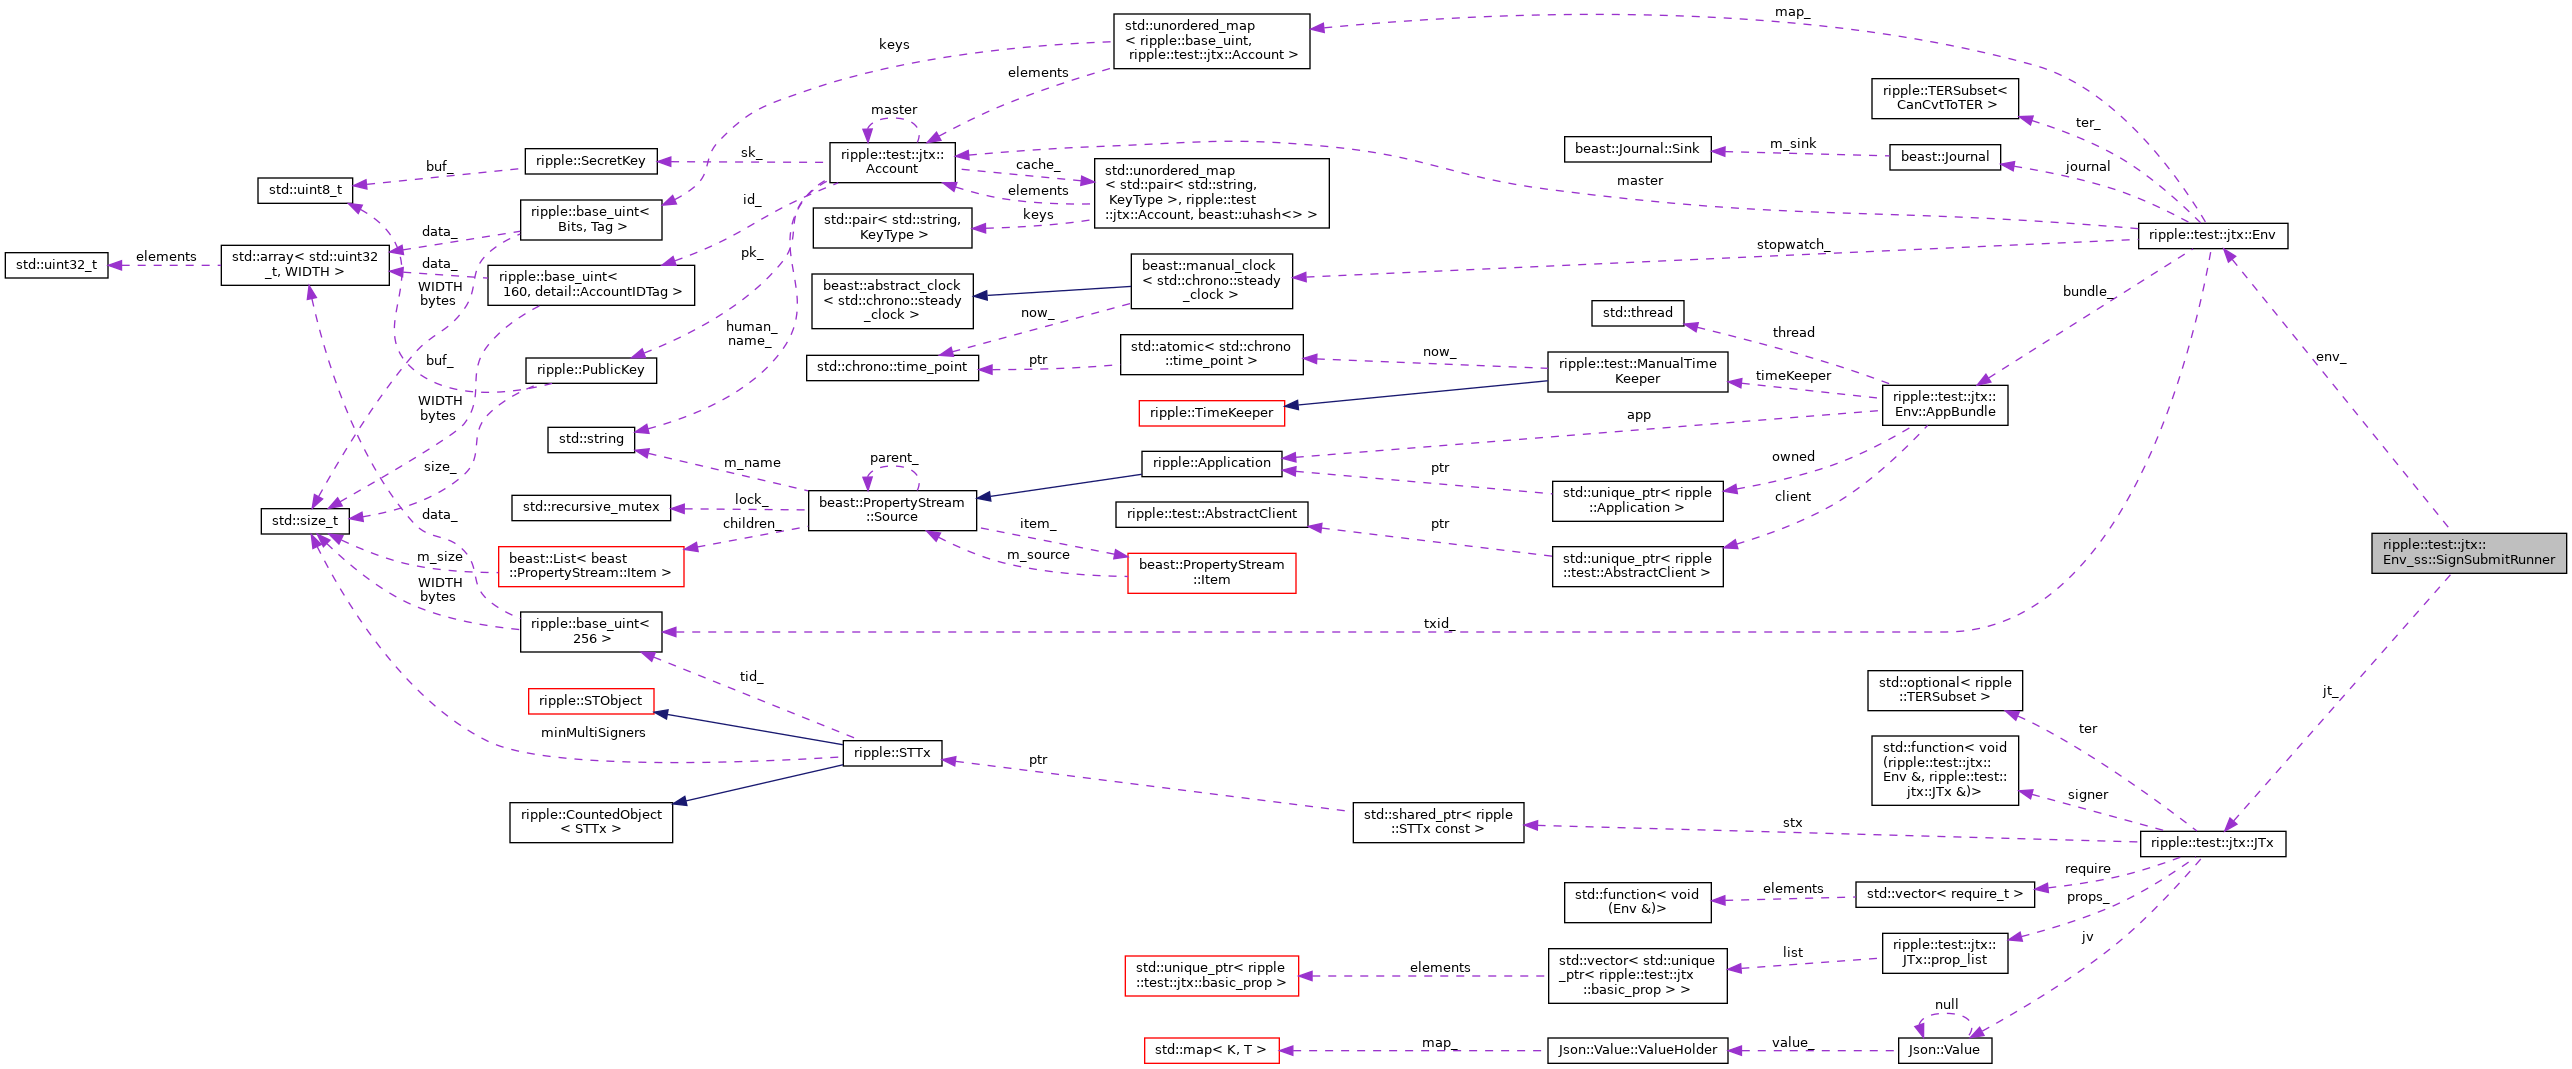 map_
std::unordered_map
< ripple::base_uint,
ripple::test::jtx::Account >
keys
elements
ripple::TERSubset<
CanCvtToTER >
ter_
master
ripple::test::jtx::
Account
beast::Journal::Sink
m_sink
beast::Journal
journal
ripple::SecretKey
sk_
buf_
std::uint8_t
cache_
std::unordered_map
< std::pair< std::string,
KeyType >, ripple::test
::jtx::Account, beast::uhash<> >
elements
keys
master
id_
ripple::base_uint<
Bits, Tag >
std::pair< std::string,
KeyType >
ripple::test::jtx::Env
stopwatch_
data_
std::uint32_t
elements
std::array< std::uint32
_t, WIDTH >
data_
ripple::base_uint<
160, detail::AccountIDTag >
pk_
WIDTH
bytes
beast::abstract_clock
< std::chrono::steady
_clock >
beast::manual_clock
< std::chrono::steady
_clock >
bundle_
now_
human_
name_
std::thread
thread
std::chrono::time_point
ptr
std::atomic< std::chrono
::time_point >
now_
ripple::test::ManualTime
Keeper
timeKeeper
env_
buf_
ripple::PublicKey
ripple::TimeKeeper
ripple::test::jtx::
Env::AppBundle
WIDTH
bytes
app
std::string
m_name
parent_
ripple::Application
owned
ptr
size_
std::unique_ptr< ripple
::Application >
client
std::recursive_mutex
lock_
beast::PropertyStream
::Source
ripple::test::AbstractClient
ptr
std::size_t
data_
children_
item_
m_source
m_size
beast::List< beast
::PropertyStream::Item >
beast::PropertyStream
::Item
std::unique_ptr< ripple
::test::AbstractClient >
ripple::test::jtx::
Env_ss::SignSubmitRunner
WIDTH
bytes
ripple::base_uint<
256 >
txid_
tid_
std::optional< ripple
::TERSubset >
jt_
ripple::STObject
minMultiSigners
ter
ripple::STTx
ptr
std::function< void
(ripple::test::jtx::
Env &, ripple::test::
jtx::JTx &)>
signer
ripple::CountedObject
< STTx >
std::shared_ptr< ripple
::STTx const >
stx
ripple::test::jtx::JTx
require
std::function< void
(Env &)>
elements
std::vector< require_t >
props_
jv
ripple::test::jtx::
JTx::prop_list
list
std::vector< std::unique
_ptr< ripple::test::jtx
::basic_prop > >
elements
std::unique_ptr< ripple
::test::jtx::basic_prop >
null
std::map< K, T >
map_
Json::Value::ValueHolder
value_
Json::Value